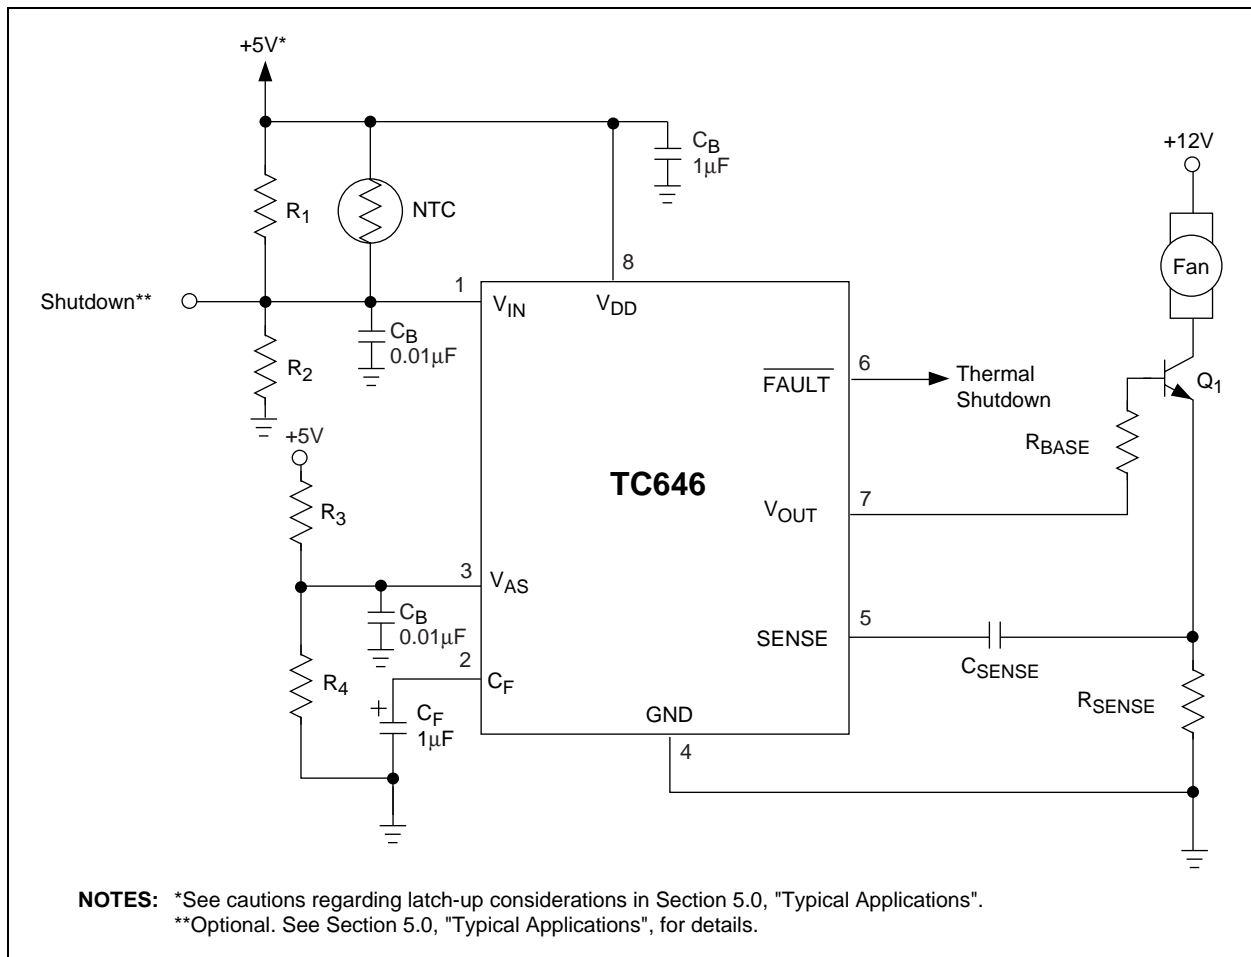 +5V*
C_B
1μF
+12V
R_1
NTC
Fan
8
1
Shutdown**
V_IN
V_DD
C_B
0.01μF
R_2
6
FAULT
Thermal
Shutdown
Q_1
+5V
R_BASE
TC646
R_3
V_OUT
7
3
V_AS
C_B
0.01μF
5
SENSE
C_SENSE
2
C_F
R_4
+
C_F
1μF
GND
4
R_SENSE
NOTES: *See cautions regarding latch-up considerations in Section 5.0, "Typical Applications".
**Optional. See Section 5.0, "Typical Applications", for details.